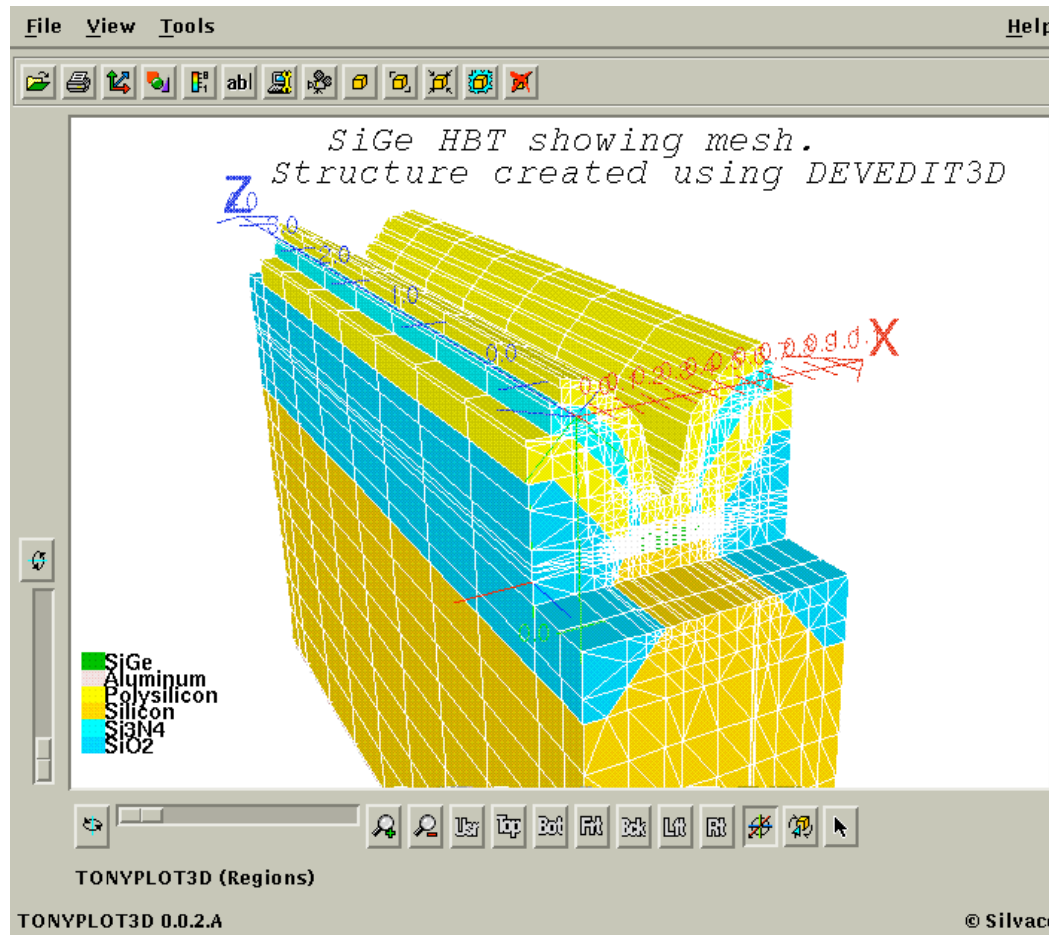 File View Tools Help
abl
SiGe HBT showing mesh.
Structure created using DEVEDIT3D
Z
3.0
2.0
1.0
0.0
X
0.0
SiGe
Aluminum
Polysilicon
Silicon
Si3N4
SiO2
Usr Top Bot Frt Bck Lft Rt
TONYPLOT3D (Regions)
TONYPLOT3D 0.0.2.A © Silvaco